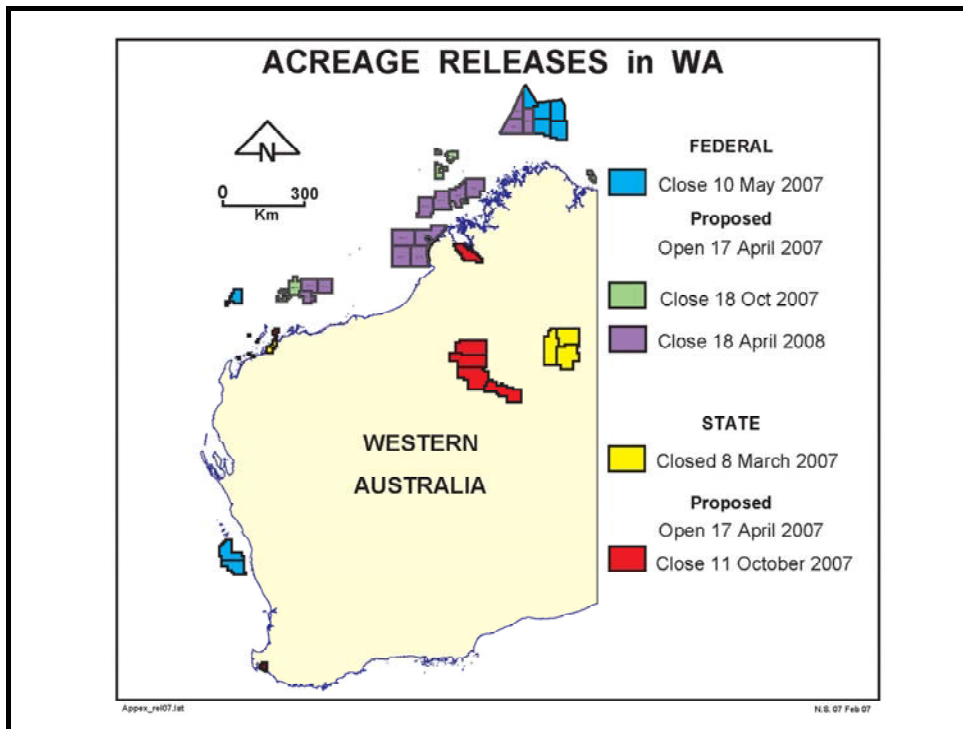 ACREAGE RELEASES in WA
N
0 300
Km
FEDERAL
Close 10 May 2007
Proposed
Open 17 April 2007
Close 18 Oct 2007
Close 18 April 2008
STATE
Closed 8 March 2007
Proposed
Open 17 April 2007
Close 11 October 2007
WESTERN
AUSTRALIA
Appex_rel07.lat
N.S. 07 Feb 07